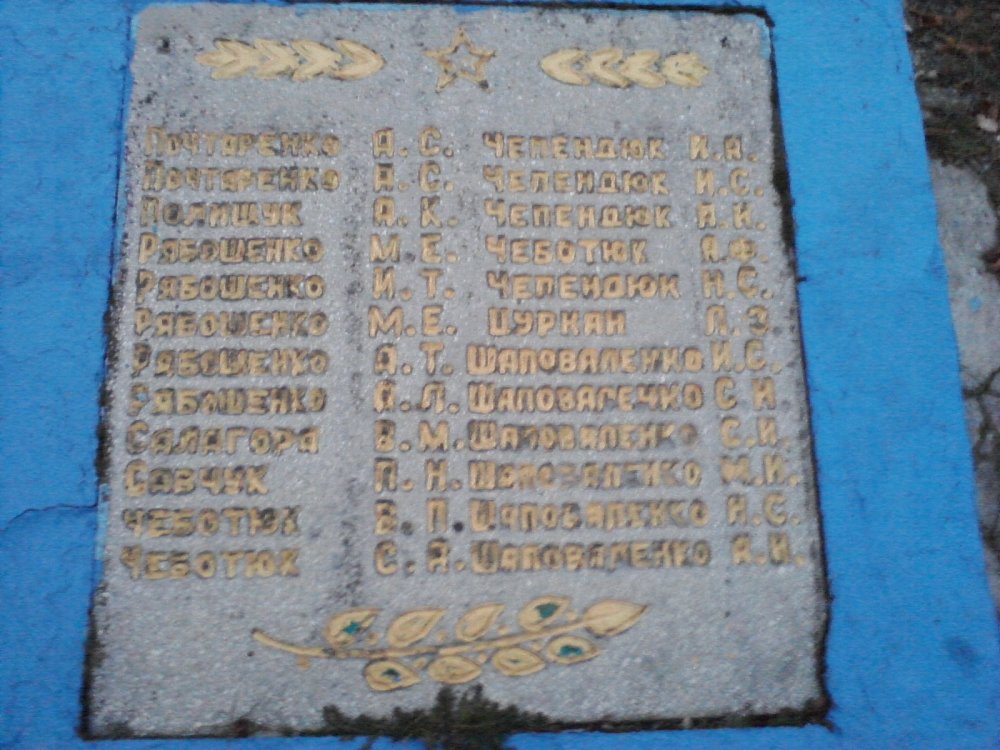 ПОЧТАРЕНКО А. С. ЧЕПЕНДЮК И.И.
ПОЧТАРЕНКО А. С. ЧЕПЕНДЮК И.С.
ПОЛИЩУК А. К. ЧЕПЕНДЮК А.И.
РЯБОШЕНКО М. Е. ЧЕБОТЮК А.Ф.
РЯБОШЕНКО И. Т. ЧЕПЕНДЮК Н.С.
РЯБОШЕНКО М. Е. ЦУРКАН П.Э.
РЯБОШЕНКО А. Т. ШАПОВАЛЕНКО И.С.
РЯБОШЕНКО А. Л. ШАПОВАЛЕНКО С И
САЛАГОРА В. М. ШАПОВАЛЕНКО С.И.
САВЧУК П. Н. ШАПОВАЛЕНКО М.И.
ЧЕБОТЮК В. П. ШАПОВАЛЕНКО Н.С.
ЧЕБОТЮК С. Я. ШАПОВАЛЕНКО А.И.